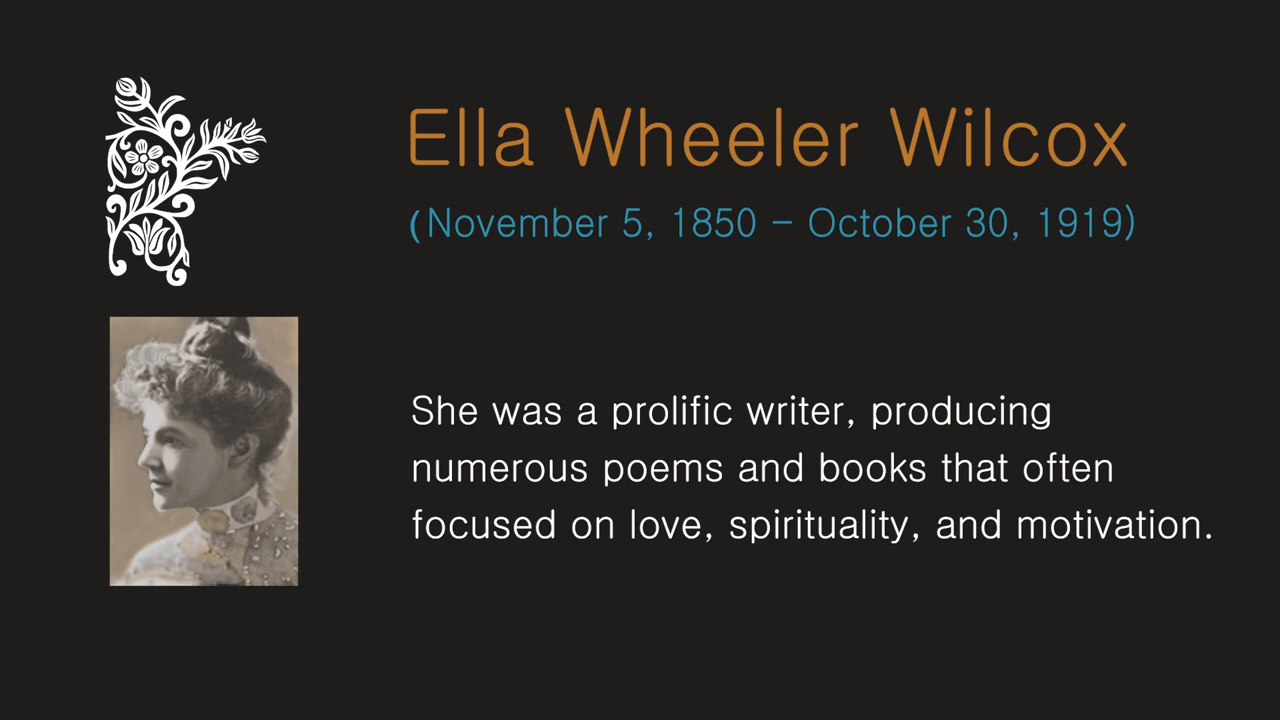 Ella Wheeler Wilcox
(November 5, 1850 – October 30, 1919)
She was a prolific writer, producing
numerous poems and books that often
focused on love, spirituality, and motivation.